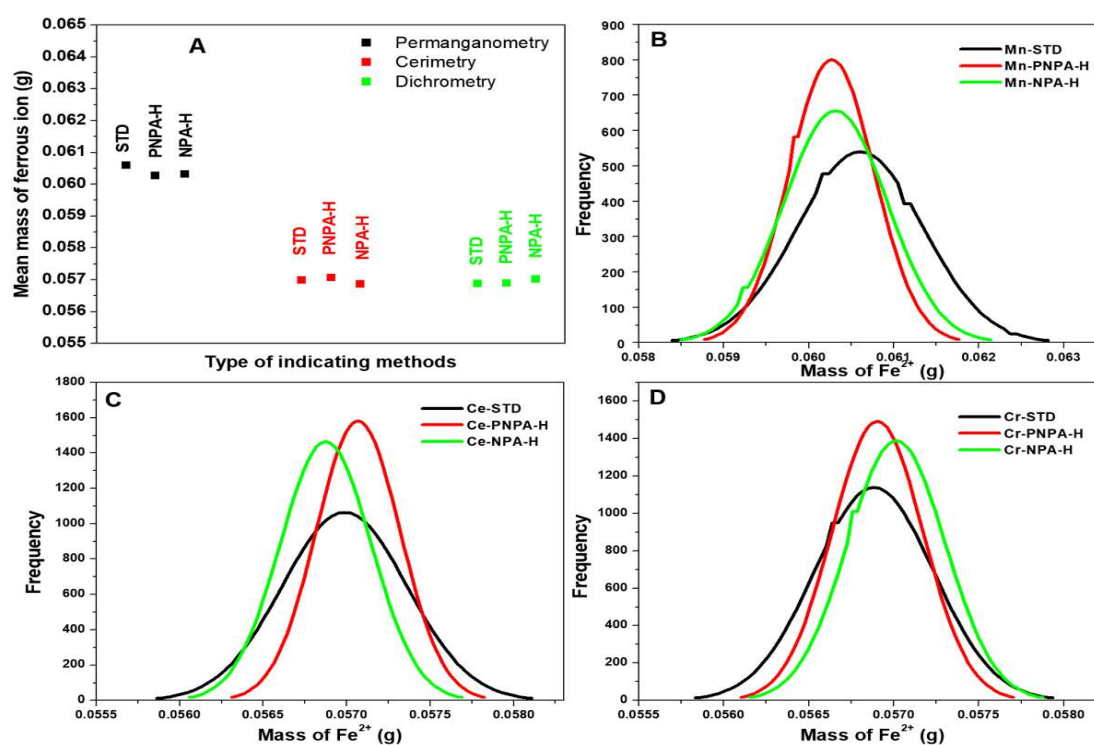 A
Permanganometry
Cerimetry
Dichrometry
STD
PNPA-H
NPA-H
STD
PNPA-H
NPA-H
STD
PNPA-H
NPA-H
0.065
0.064
0.063
0.062
0.061
0.060
0.059
0.058
0.057
0.056
0.055
Mean mass of ferrous ion (g)
Type of indicating methods
B
Mn-STD
Mn-PNPA-H
Mn-NPA-H
900
800
700
600
500
400
300
200
100
0
Frequency
0.058 0.059 0.060 0.061 0.062 0.063
Mass of Fe²⁺ (g)
C
Ce-STD
Ce-PNPA-H
Ce-NPA-H
1800
1600
1400
1200
1000
800
600
400
200
0
Frequency
0.0555 0.0560 0.0565 0.0570 0.0575 0.0580
Mass of Fe²⁺ (g)
D
Cr-STD
Cr-PNPA-H
Cr-NPA-H
1600
1400
1200
1000
800
600
400
200
0
Frequency
0.0555 0.0560 0.0565 0.0570 0.0575 0.0580
Mass of Fe²⁺ (g)